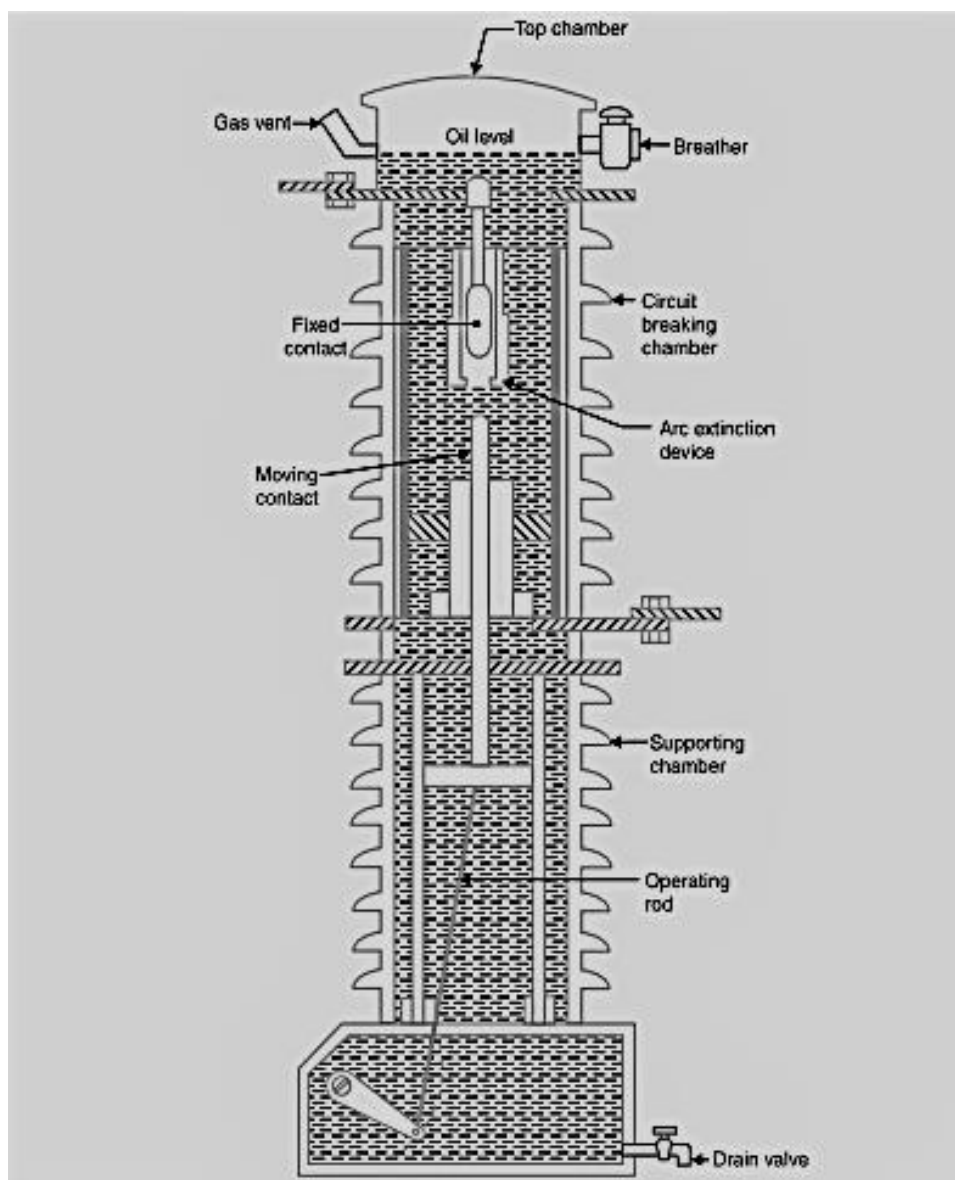 Top chamber
Gas vent
Oil level
Breather
Fixed
contact
Circuit
breaking
chamber
Arc extinction
device
Moving
contact
Supporting
chamber
Operating
rod
Drain valve